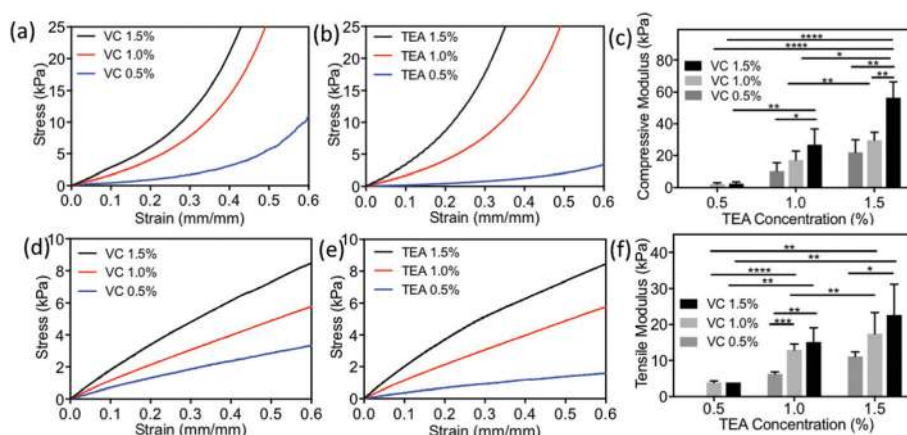 (a)
VC 1.5%
VC 1.0%
VC 0.5%
Stress (kPa)
25
20
15
10
5
0
0.0 0.1 0.2 0.3 0.4 0.5 0.6
Strain (mm/mm)
(b)
TEA 1.5%
TEA 1.0%
TEA 0.5%
Stress (kPa)
25
20
15
10
5
0
0.0 0.1 0.2 0.3 0.4 0.5 0.6
Strain (mm/mm)
(c)
Compressive Modulus (kPa)
80
60
40
20
0
VC 1.5%
VC 1.0%
VC 0.5%
****
****
*
**
**
**
**
*
0.5 1.0 1.5
TEA Concentration (%)
(d)
VC 1.5%
VC 1.0%
VC 0.5%
Stress (kPa)
10
8
6
4
2
0
0.0 0.1 0.2 0.3 0.4 0.5 0.6
Strain (mm/mm)
(e)
TEA 1.5%
TEA 1.0%
TEA 0.5%
Stress (kPa)
10
8
6
4
2
0
0.0 0.1 0.2 0.3 0.4 0.5 0.6
Strain (mm/mm)
(f)
Tensile Modulus (kPa)
40
30
20
10
0
VC 1.5%
VC 1.0%
VC 0.5%
**
**
****
*
**
**
**
***
0.5 1.0 1.5
TEA Concentration (%)